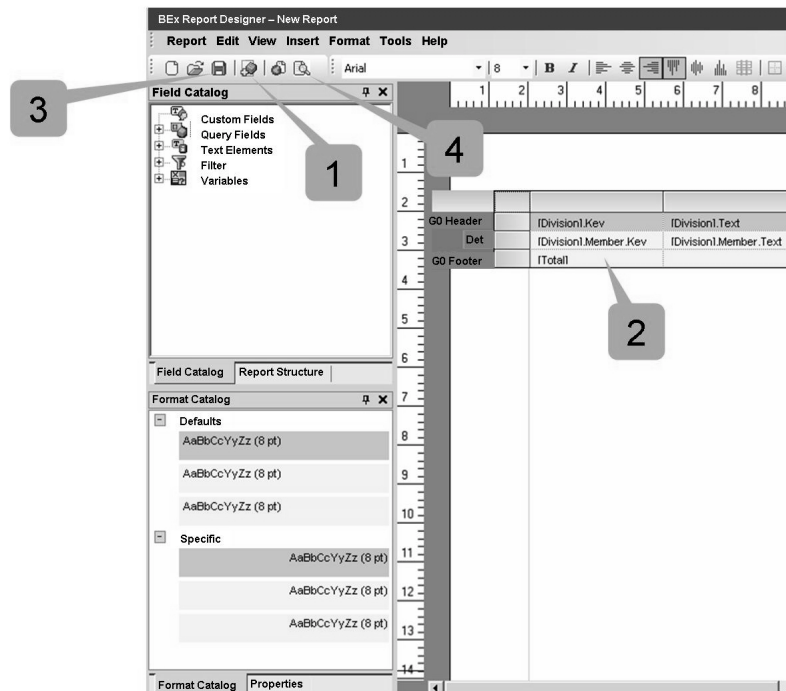 BEx Report Designer – New Report
Report Edit View Insert Format Tools Help
Arial 8 B I
Field Catalog
1 2 3 4 5 6 7 8
Custom Fields
Query Fields
Text Elements
Filter
Variables
3
1
4
1
2
3
4
5
6
7
8
9
10
11
12
13
14
G0 Header [Division].Key [Division].Text
Det [Division].Member.Key [Division].Member.Text
G0 Footer [Total]
2
Field Catalog Report Structure
Format Catalog
Defaults
AaBbCcYyZz (8 pt)
AaBbCcYyZz (8 pt)
AaBbCcYyZz (8 pt)
Specific
AaBbCcYyZz (8 pt)
AaBbCcYyZz (8 pt)
AaBbCcYyZz (8 pt)
Format Catalog Properties